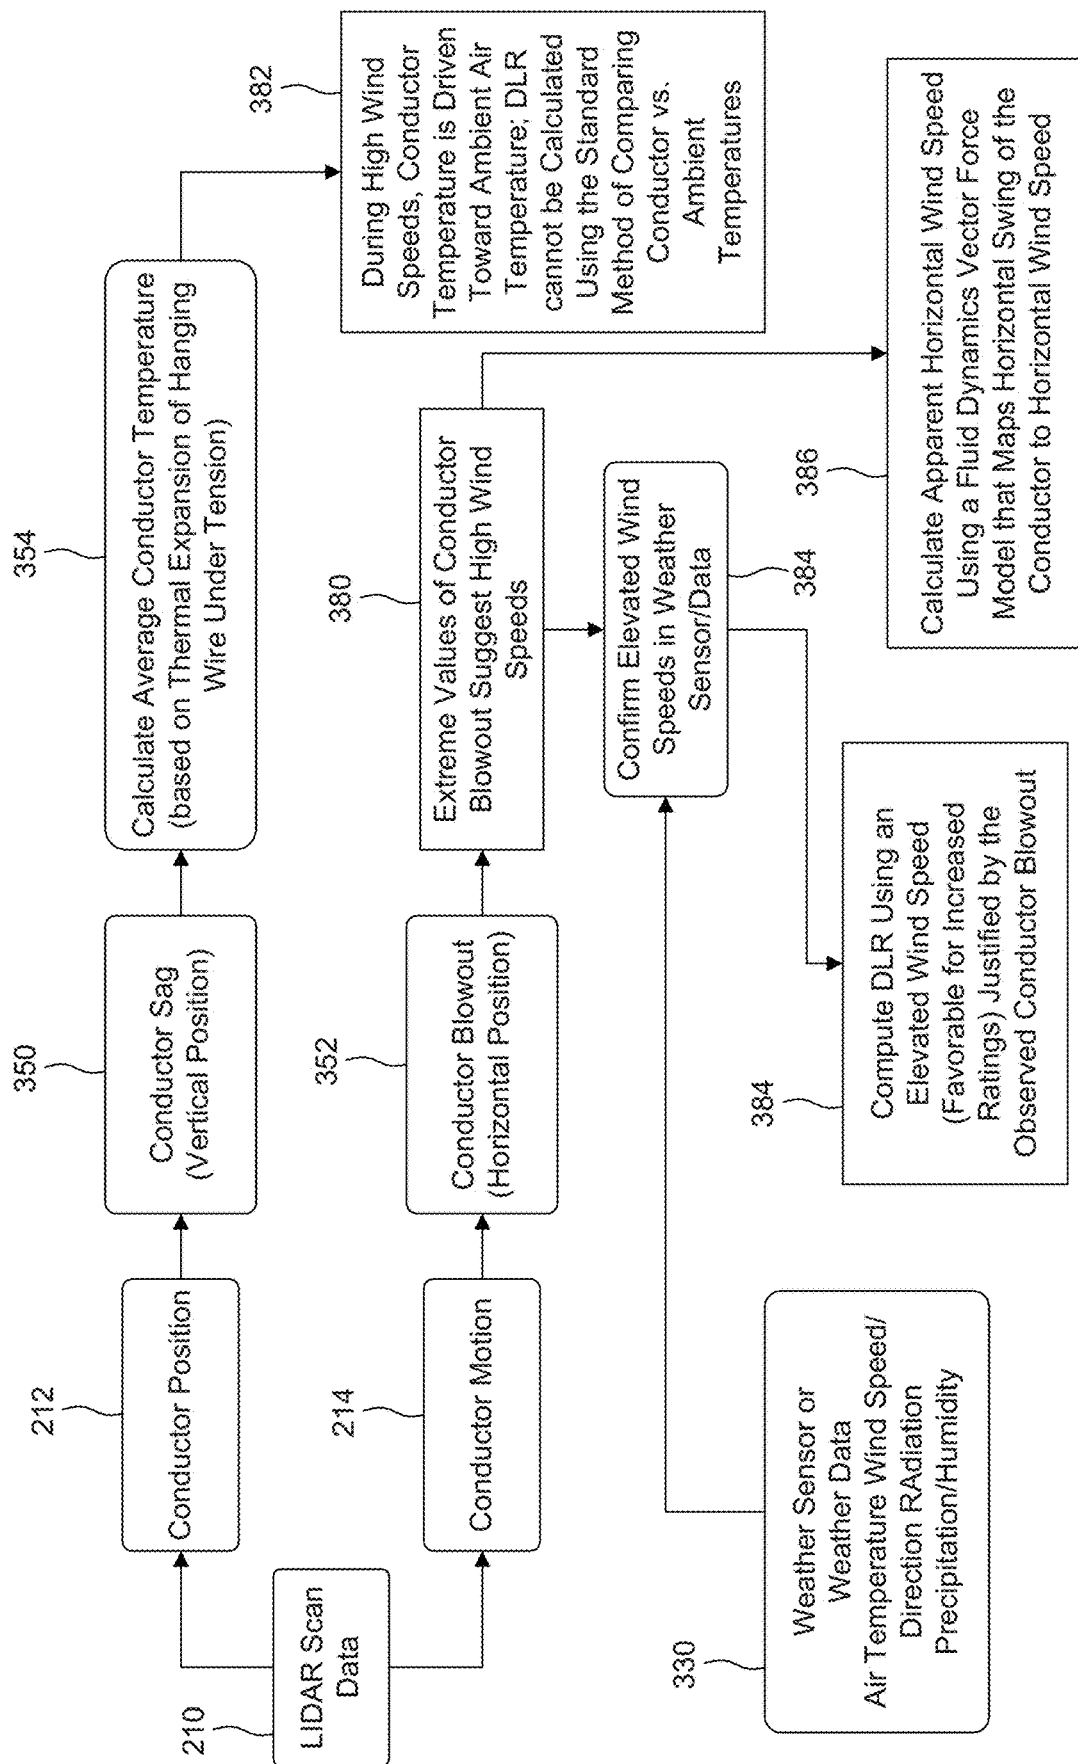 210
LIDAR Scan
Data
212
Conductor Position
350
Conductor Sag
(Vertical Position)
354
Calculate Average Conductor Temperature
(based on Thermal Expansion of Hanging
Wire Under Tension)
382
During High Wind
Speeds, Conductor
Temperature is Driven
Toward Ambient Air
Temperature; DLR
cannot be Calculated
Using the Standard
Method of Comparing
Conductor vs.
Ambient
Temperatures
214
Conductor Motion
352
Conductor Blowout
(Horizontal Position)
380
Extreme Values of Conductor
Blowout Suggest High Wind
Speeds
Confirm Elevated Wind
Speeds in Weather
Sensor/Data
384
386
Calculate Apparent Horizontal Wind Speed
Using a Fluid Dynamics Vector Force
Model that Maps Horizontal Swing of the
Conductor to Horizontal Wind Speed
330
Weather Sensor or
Weather Data
Air Temperature Wind Speed/
Direction RAdiation
Precipitation/Humidity
384
Compute DLR Using an
Elevated Wind Speed
(Favorable for Increased
Ratings) Justified by the
Observed Conductor Blowout